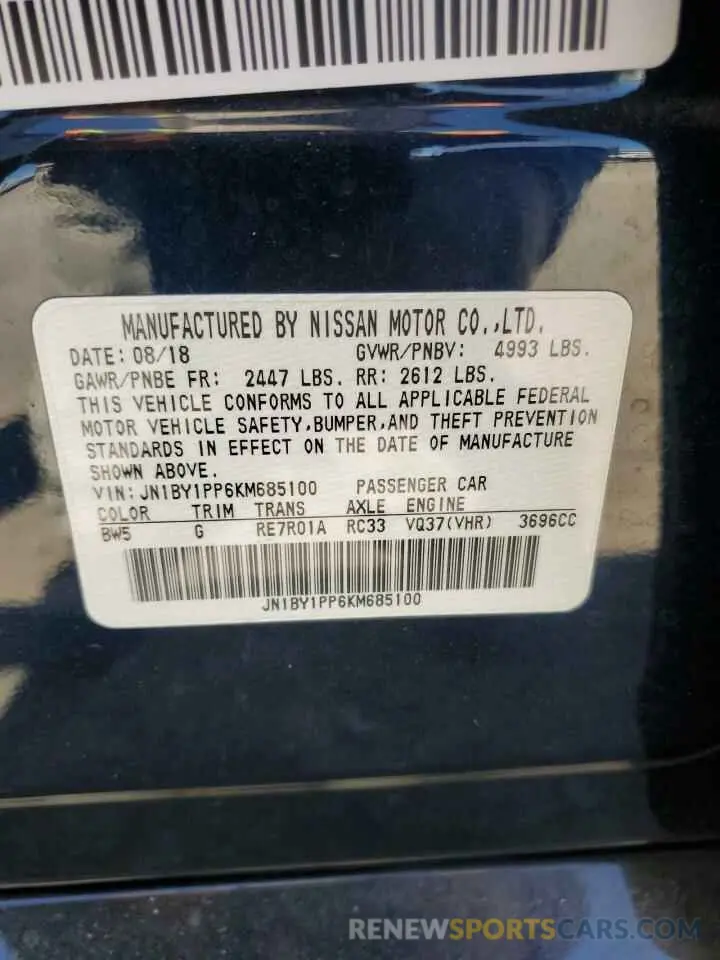 MANUFACTURED BY NISSAN MOTOR CO.,LTD.
DATE: 08/18 GVWR/PNBV: 4993 LBS.
GAWR/PNBE FR: 2447 LBS. RR: 2612 LBS.
THIS VEHICLE CONFORMS TO ALL APPLICABLE FEDERAL
MOTOR VEHICLE SAFETY,BUMPER,AND THEFT PREVENTION
STANDARDS IN EFFECT ON THE DATE OF MANUFACTURE
SHOWN ABOVE.
VIN: JN1BY1PP6KM685100 PASSENGER CAR
COLOR TRIM TRANS AXLE ENGINE
BW5 G RE7R01A RC33 VQ37(VHR) 3696CC
JN1BY1PP6KM685100
RENEWSPORTSCARS.COM